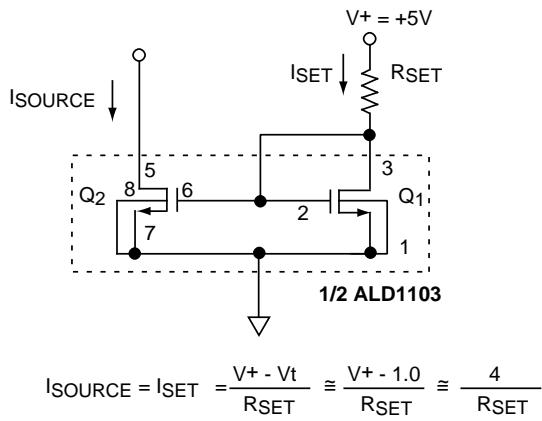 V+ = +5V
ISET
RSET
ISOURCE
5
3
8
6
Q2
Q1
2
7
1
1/2 ALD1103
ISOURCE = ISET = V+ - Vt / RSET ≅ V+ - 1.0 / RSET ≅ 4 / RSET